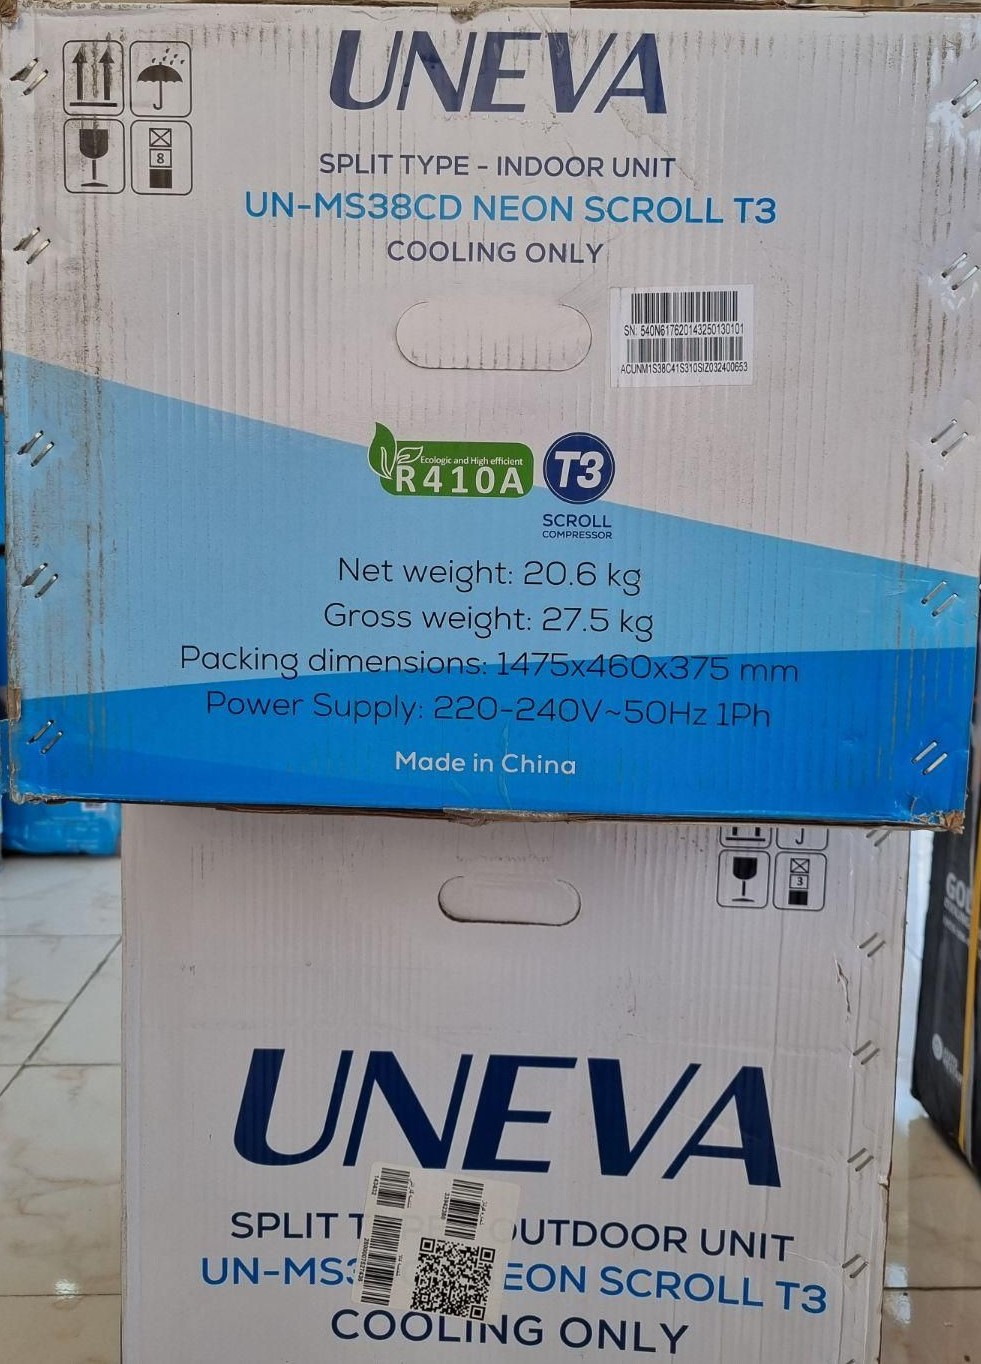 UNEVA
SPLIT TYPE - INDOOR UNIT
UN-MS38CD NEON SCROLL T3
COOLING ONLY
8
SN: 540N617620143250130101
ACUNM1S38C41S310SIZ032400653
Ecologic and High efficient
R410A
T3
SCROLL
COMPRESSOR
Net weight: 20.6 kg
Gross weight: 27.5 kg
Packing dimensions: 1475x460x375 mm
Power Supply: 220-240V~50Hz 1Ph
Made in China
3
UNEVA
SPLIT T OUTDOOR UNIT
UN-MS3 EON SCROLL T3
COOLING ONLY